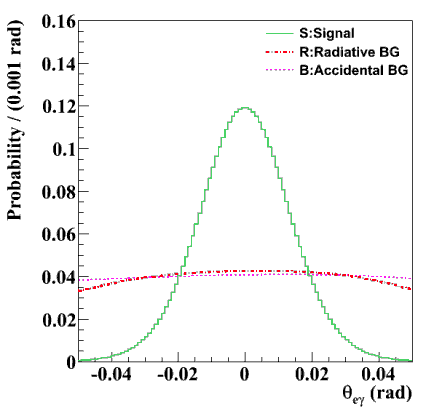 0.16
0.14
0.12
0.1
0.08
0.06
0.04
0.02
0
Probability / (0.001 rad)
S:Signal
R:Radiative BG
B:Accidental BG
-0.04 -0.02 0 0.02 0.04
θeγ (rad)